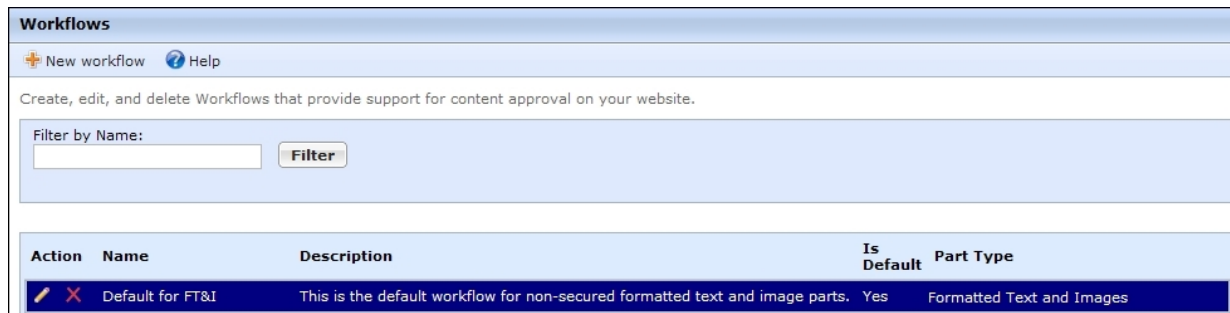 Workflows
New workflow Help
Create, edit, and delete Workflows that provide support for content approval on your website.
Filter by Name:
Filter
Action Name Description Is Default Part Type
Default for FT&I This is the default workflow for non-secured formatted text and image parts. Yes Formatted Text and Images